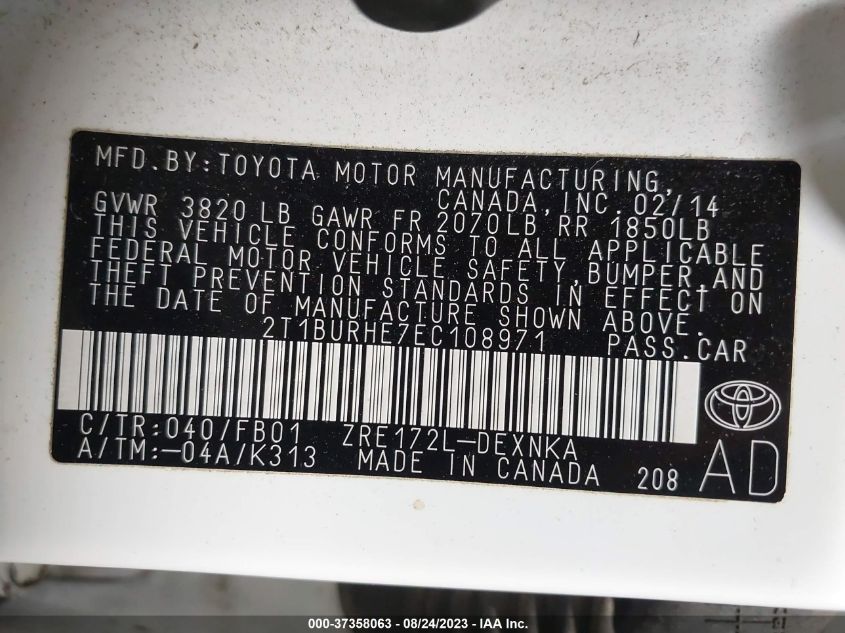 MFD. BY: TOYOTA MOTOR MANUFACTURING,
CANADA, INC. 02/14
GVWR 3820 LB GAWR FR 2070LB RR 1850LB
THIS VEHICLE CONFORMS TO ALL APPLICABLE
FEDERAL MOTOR VEHICLE SAFETY, BUMPER, AND
THEFT PREVENTION STANDARDS IN EFFECT ON
THE DATE OF MANUFACTURE SHOWN ABOVE.
2T1BURHE7EC108971 PASS. CAR
C/TR: 040/FB01 ZRE172L-DEXNKA
A/TM: -04A/K313 MADE IN CANADA 208 AD
000-37358063 - 08/24/2023 - IAA Inc.